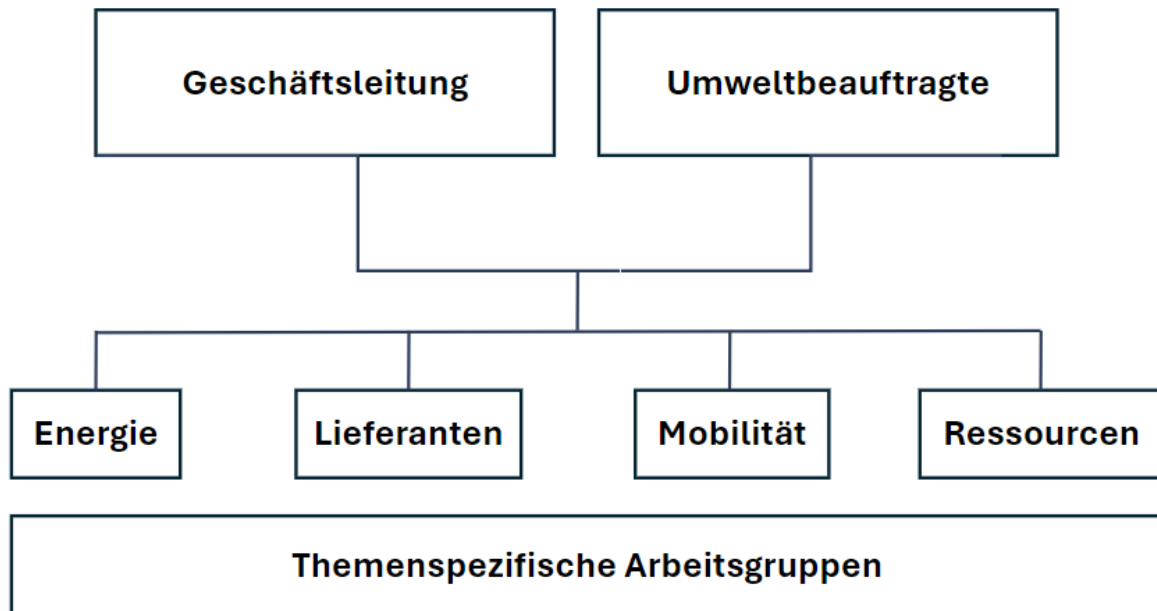 Geschäftsleitung
Umweltbeauftragte
Energie
Lieferanten
Mobilität
Ressourcen
Themenspezifische Arbeitsgruppen